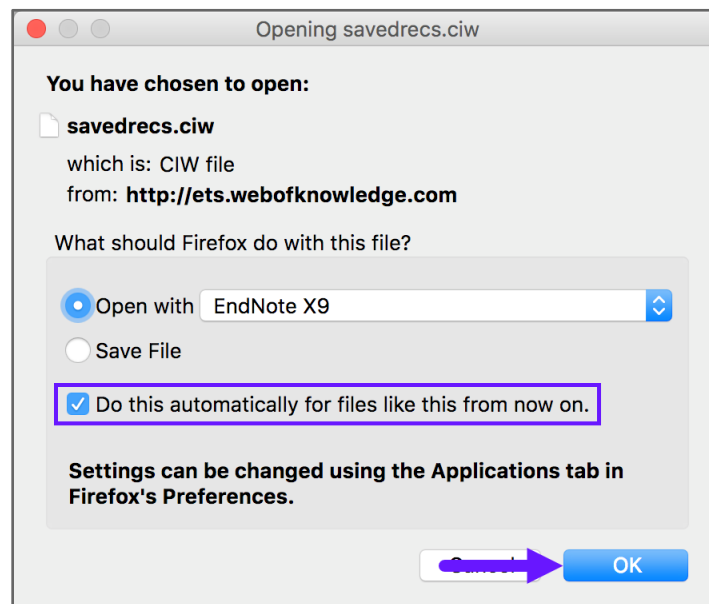 Opening savedrecs.ciw
You have chosen to open:
savedrecs.ciw
which is: CIW file
from: http://ets.webofknowledge.com
What should Firefox do with this file?
Open with EndNote X9
Save File
Do this automatically for files like this from now on.
Settings can be changed using the Applications tab in
Firefox's Preferences.
Cancel OK